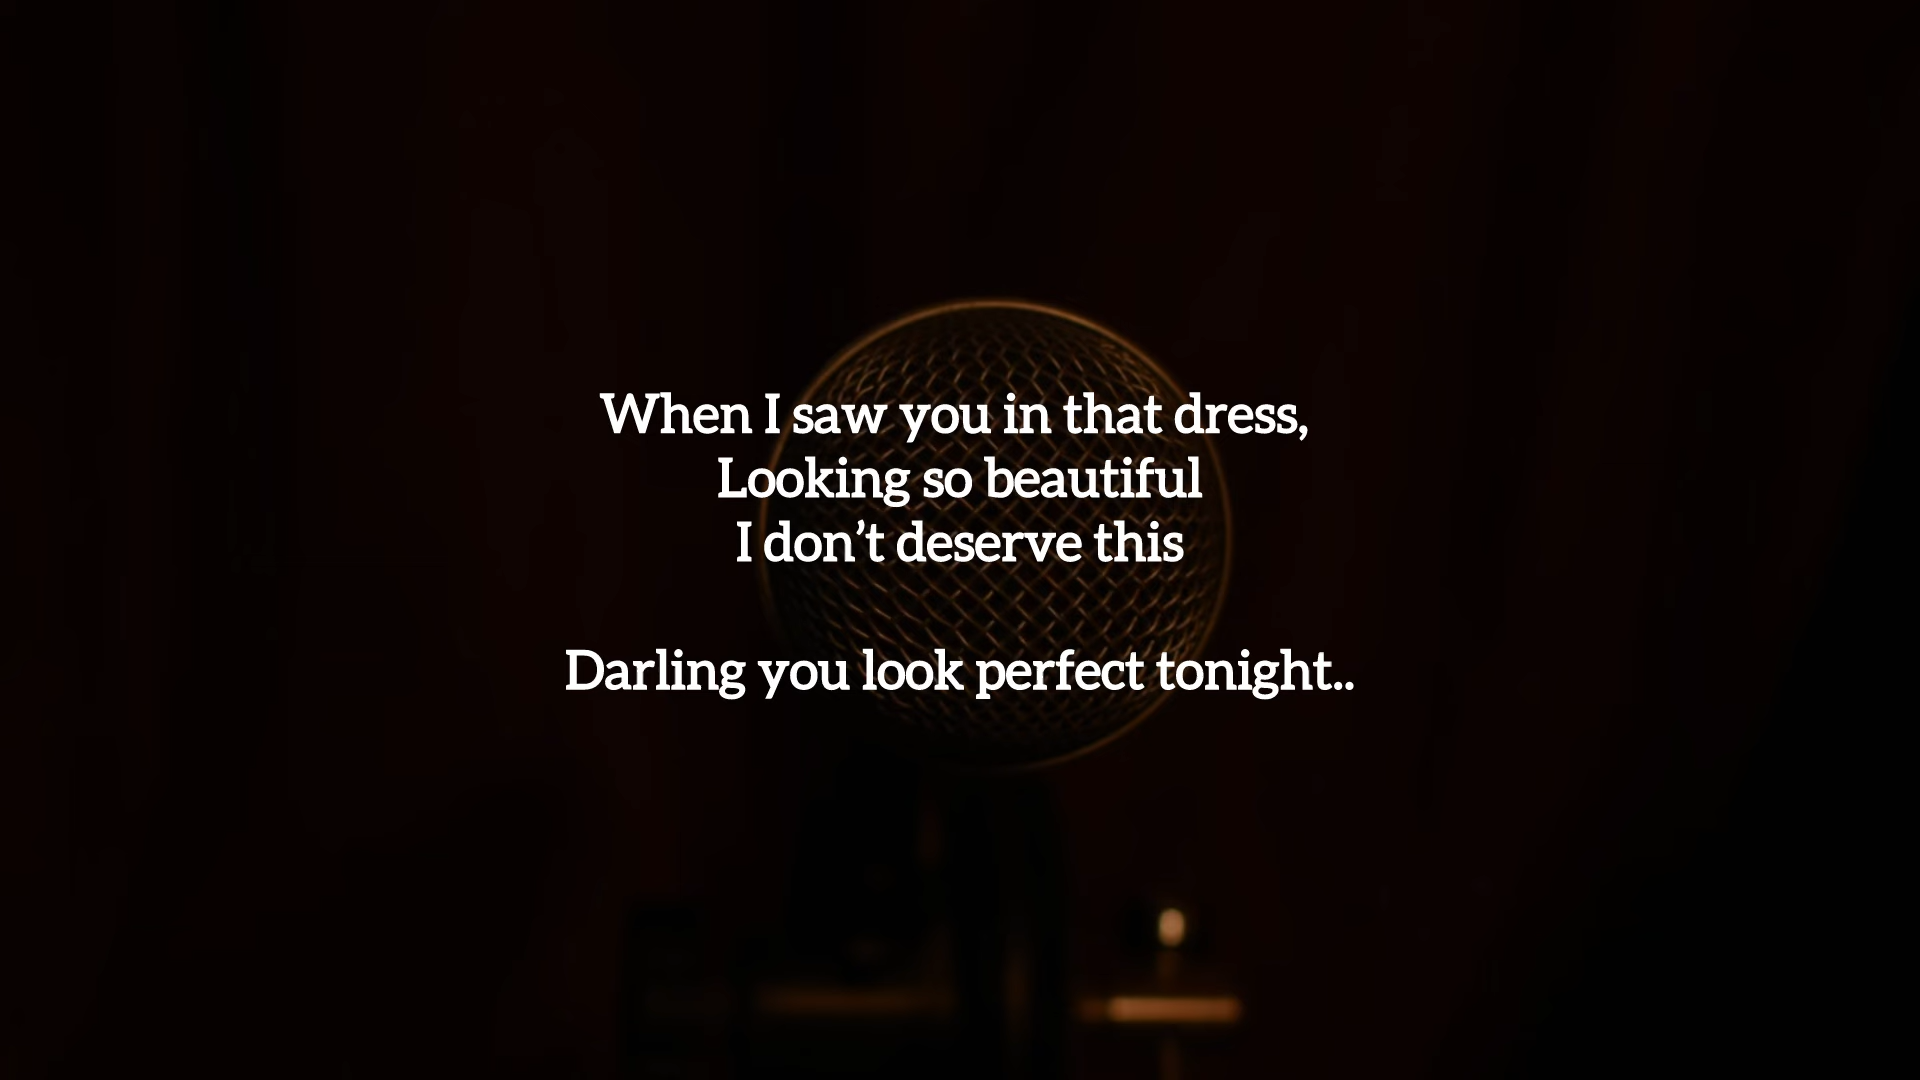 When I saw you in that dress,
Looking so beautiful
I don’t deserve this
Darling you look perfect tonight..